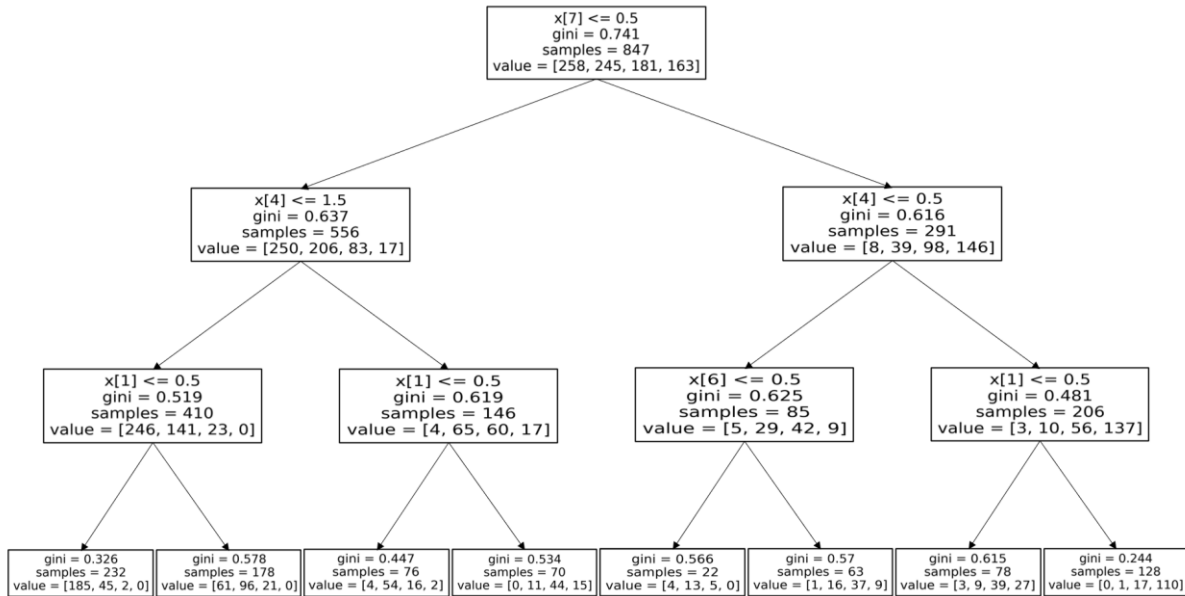 x[7] <= 0.5
gini = 0.741
samples = 847
value = [258, 245, 181, 163]
x[4] <= 1.5
gini = 0.637
samples = 556
value = [250, 206, 83, 17]
x[4] <= 0.5
gini = 0.616
samples = 291
value = [8, 39, 98, 146]
x[1] <= 0.5
gini = 0.519
samples = 410
value = [246, 141, 23, 0]
x[1] <= 0.5
gini = 0.619
samples = 146
value = [4, 65, 60, 17]
x[6] <= 0.5
gini = 0.625
samples = 85
value = [5, 29, 42, 9]
x[1] <= 0.5
gini = 0.481
samples = 206
value = [3, 10, 56, 137]
gini = 0.326
samples = 232
value = [185, 45, 2, 0]
gini = 0.578
samples = 178
value = [61, 96, 21, 0]
gini = 0.447
samples = 76
value = [4, 54, 16, 2]
gini = 0.534
samples = 70
value = [0, 11, 44, 15]
gini = 0.566
samples = 22
value = [4, 13, 5, 0]
gini = 0.57
samples = 63
value = [1, 16, 37, 9]
gini = 0.615
samples = 78
value = [3, 9, 39, 27]
gini = 0.244
samples = 128
value = [0, 1, 17, 110]